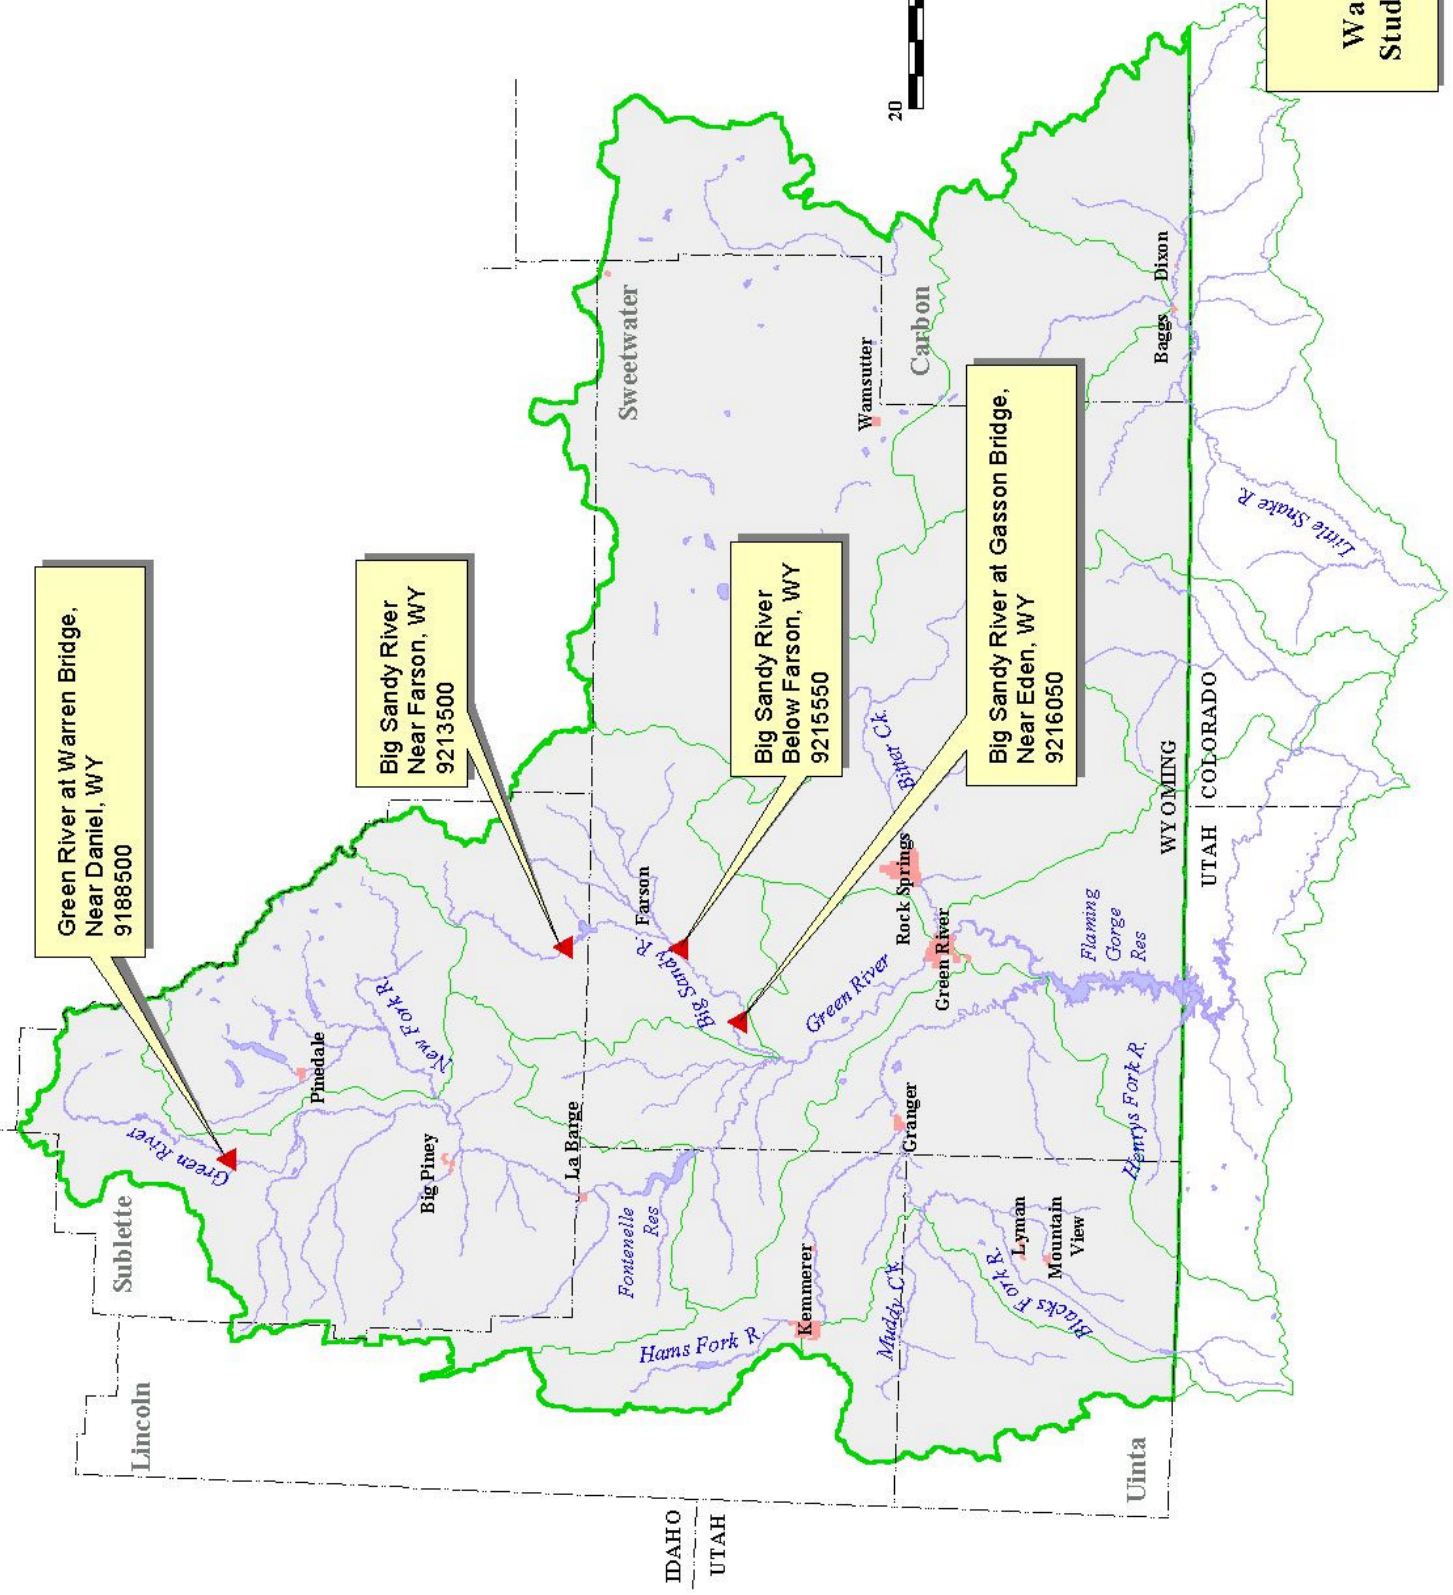 Green River at Warren Bridge,
Near Daniel, WY
9188500
Big Sandy River
Near Farson, WY
9213500
Big Sandy River
Below Farson, WY
9215550
Big Sandy River at Gasson Bridge,
Near Eden, WY
9216050
Sublette
Lincoln
Sweetwater
Carbon
Uinta
Green River
Pinedale
New Fork R.
Big Piney
La Barge
Fontenelle
Res
Farson
Big Sandy R.
Green River
Rock Springs
Green River
Bitter Ck.
Wamsutter
Baggs
Dixon
Granger
Kemmerer
Hams Fork R.
Muddy Ck.
Blacks Fork R.
Lyman
Mountain
View
Henrys Fork R.
Flaming
Gorge
Res
Little Snake R.
WYOMING
UTAH
COLORADO
IDAHO
UTAH
20
Wa
Stud